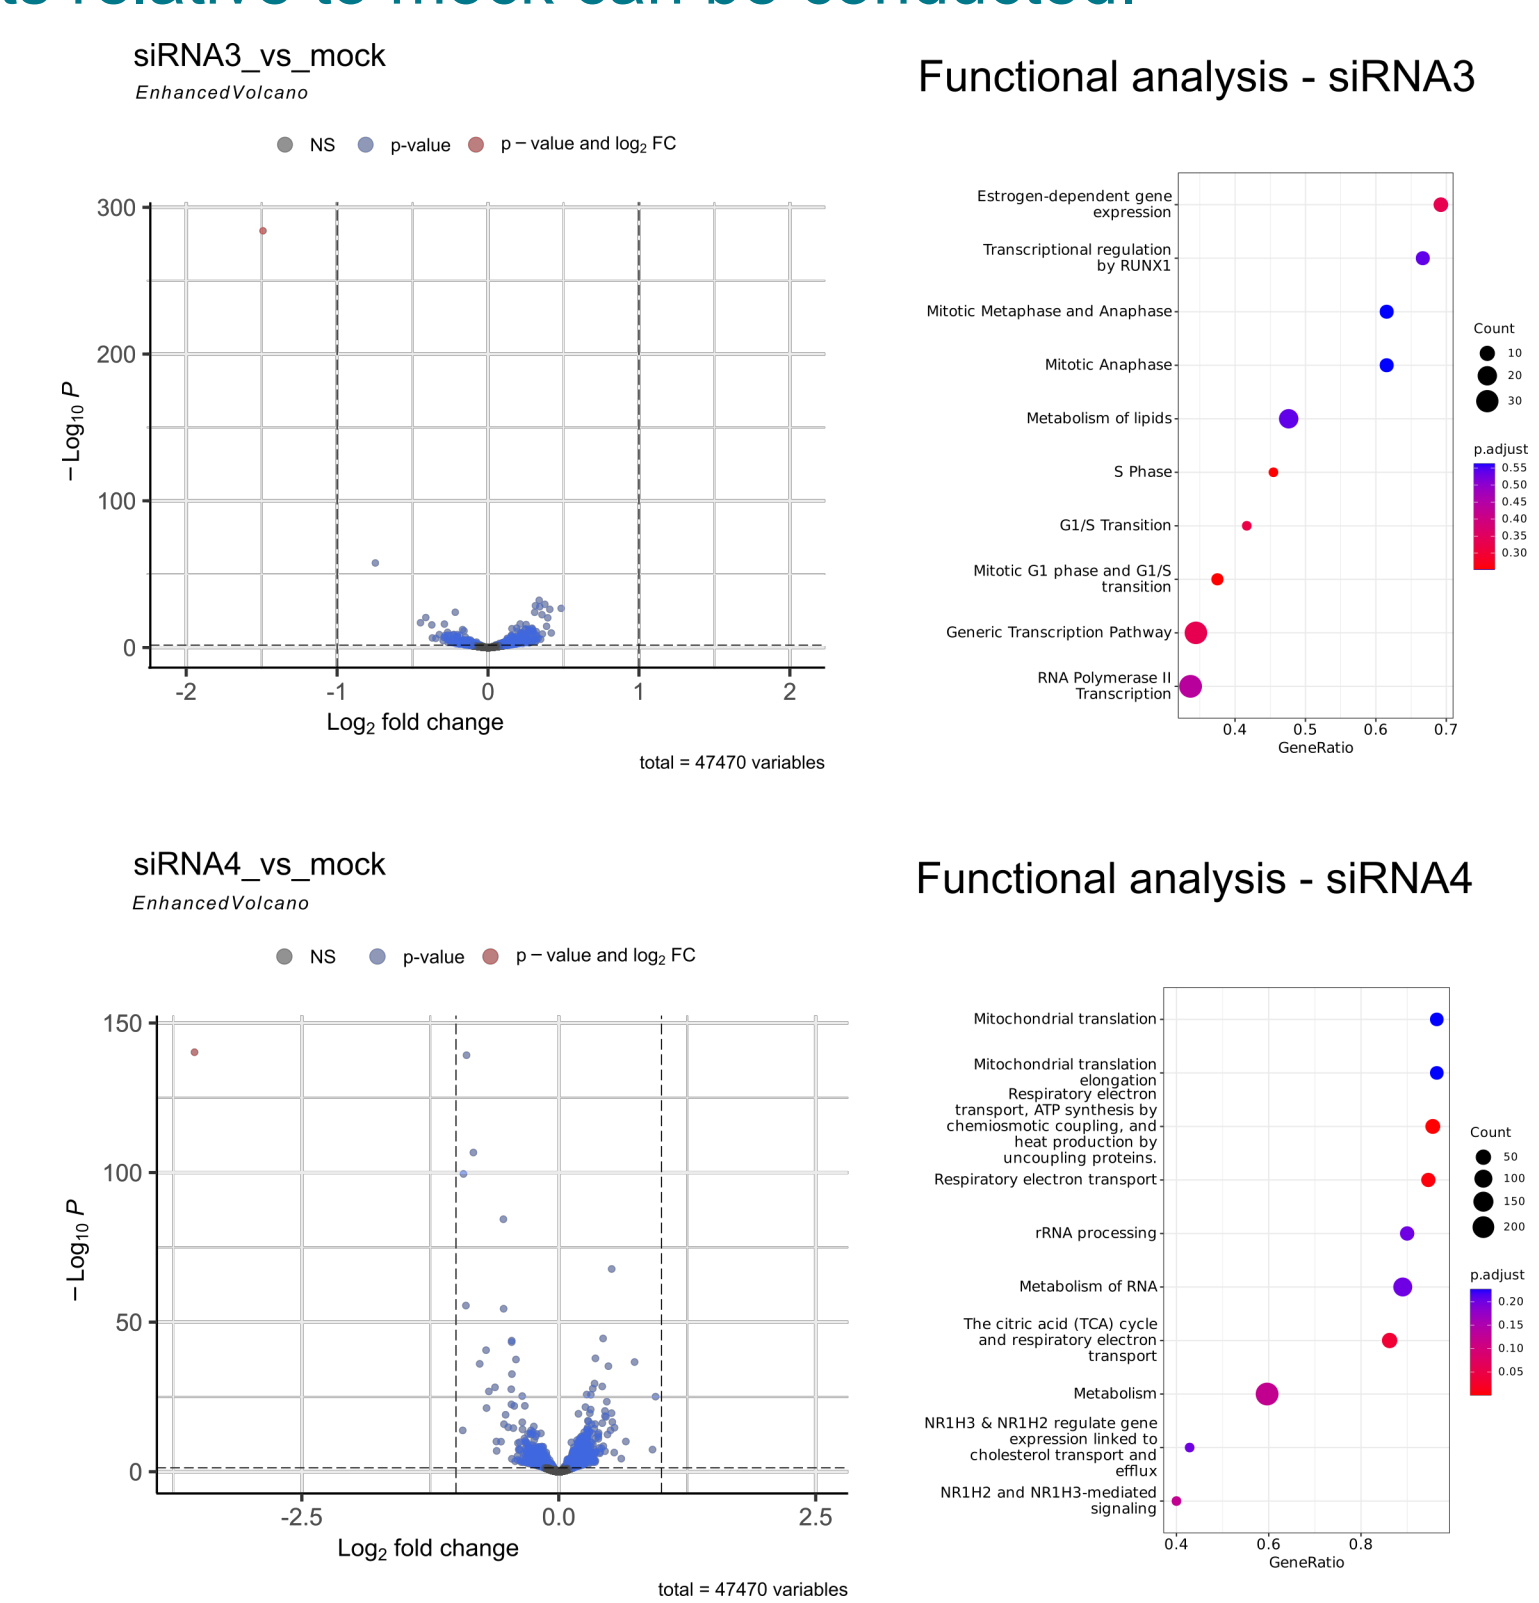 ts relative to mock can be conducted.
siRNA3_vs_mock
EnhancedVolcano
NS
p-value
p − value and log2 FC
300
200
100
0
−Log10 P
-2
-1
0
1
2
Log2 fold change
total = 47470 variables
Functional analysis - siRNA3
Estrogen-dependent gene
expression
Transcriptional regulation
by RUNX1
Mitotic Metaphase and Anaphase
Mitotic Anaphase
Metabolism of lipids
S Phase
G1/S Transition
Mitotic G1 phase and G1/S
transition
Generic Transcription Pathway
RNA Polymerase II
Transcription
0.4
0.5
0.6
0.7
GeneRatio
Count
10
20
30
p.adjust
0.55
0.50
0.45
0.40
0.35
0.30
siRNA4_vs_mock
EnhancedVolcano
NS
p-value
p − value and log2 FC
150
100
50
0
−Log10 P
-2.5
0.0
2.5
Log2 fold change
total = 47470 variables
Functional analysis - siRNA4
Mitochondrial translation
Mitochondrial translation
elongation
Respiratory electron
transport, ATP synthesis by
chemiosmotic coupling, and
heat production by
uncoupling proteins.
Respiratory electron transport
rRNA processing
Metabolism of RNA
The citric acid (TCA) cycle
and respiratory electron
transport
Metabolism
NR1H3 & NR1H2 regulate gene
expression linked to
cholesterol transport and
efflux
NR1H2 and NR1H3-mediated
signaling
0.4
0.6
0.8
GeneRatio
Count
50
100
150
200
p.adjust
0.20
0.15
0.10
0.05